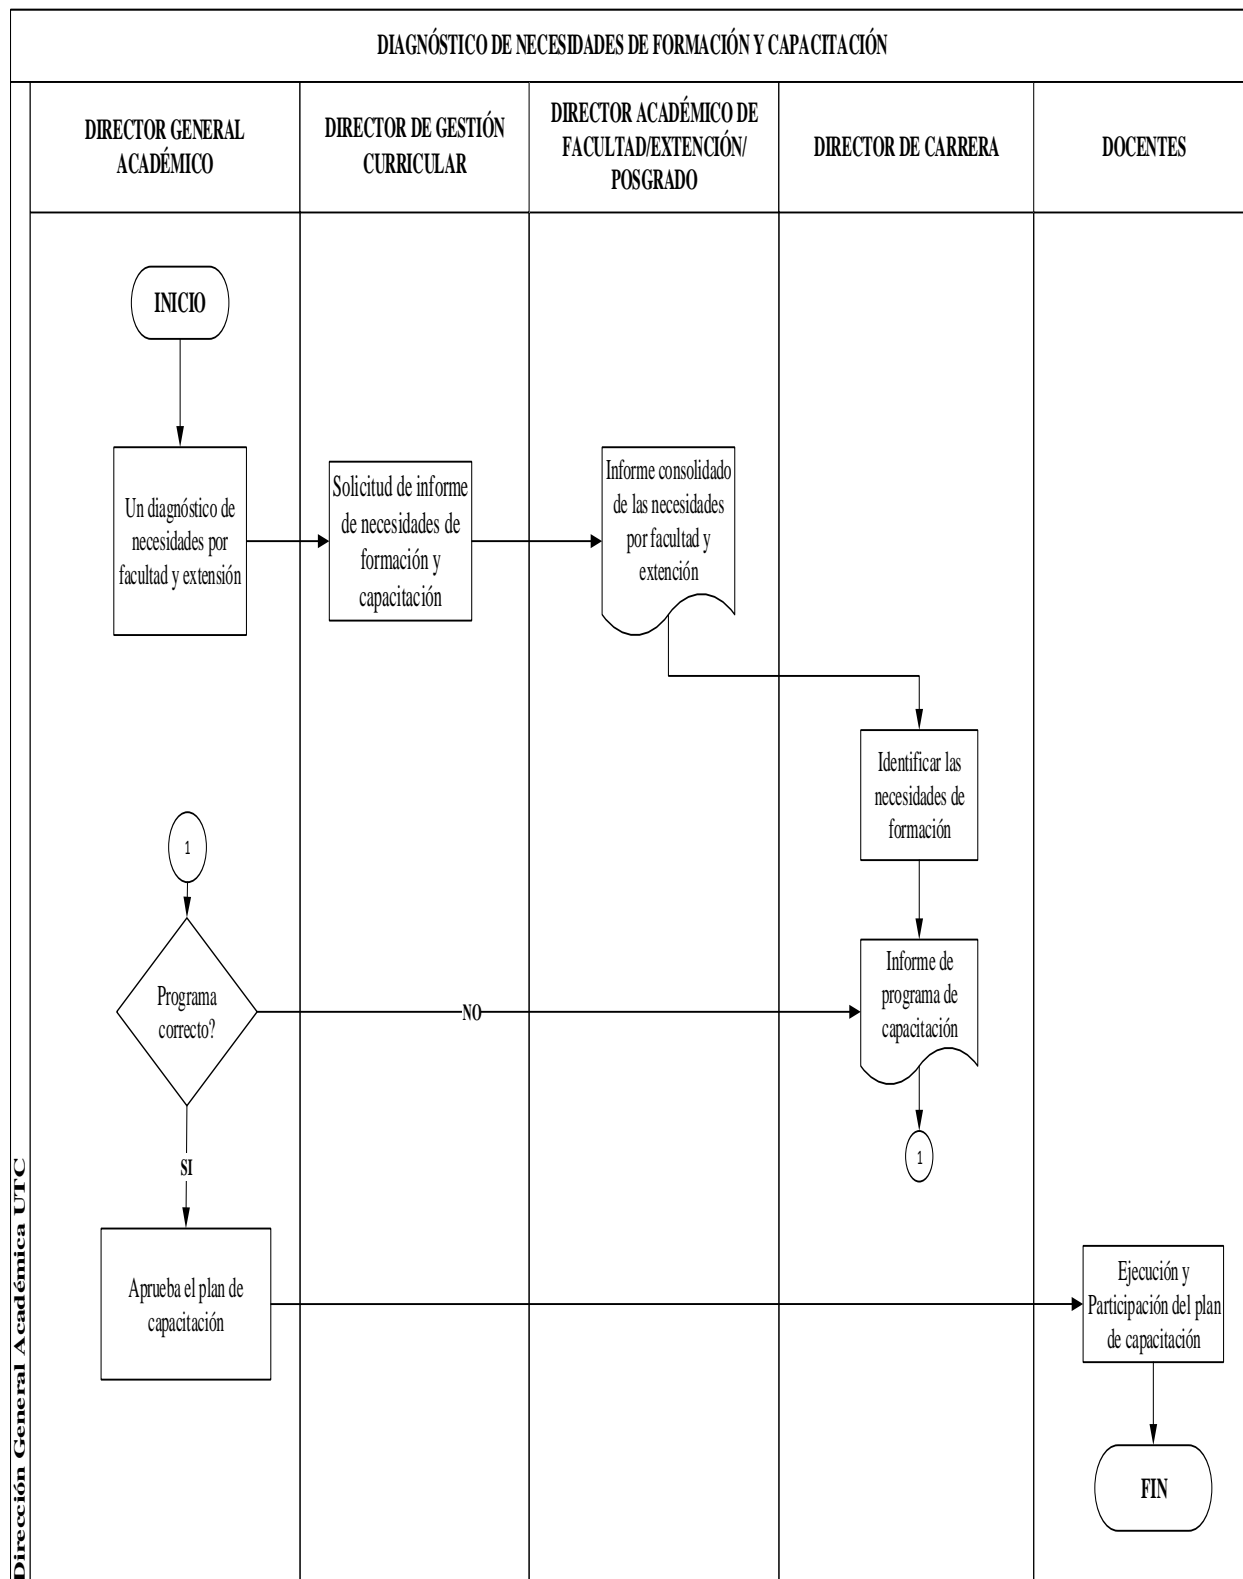 DIAGNÓSTICO DE NECESIDADES DE FORMACIÓN Y CAPACITACIÓN
DIRECTOR GENERAL
ACADÉMICO
DIRECTOR DE GESTIÓN
CURRICULAR
DIRECTOR ACADÉMICO DE
FACULTAD/EXTENCIÓN/
POSGRADO
DIRECTOR DE CARRERA
DOCENTES
INICIO
Un diagnóstico de
necesidades por
facultad y extensión
Solicitud de informe
de necesidades de
formación y
capacitación
Informe consolidado
de las necesidades
por facultad y
extención
Identificar las
necesidades de
formación
1
Programa
correcto?
NO
Informe de
programa de
capacitación
1
SI
Aprueba el plan de
capacitación
Ejecución y
Participación del plan
de capacitación
FIN
Dirección General Académica UTC